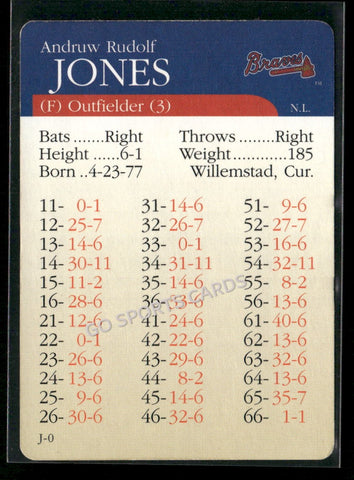 Andruw Rudolf
JONES
Braves
TM
(F) Outfielder (3)
N.L.
Bats .......Right Throws ........Right
Height ......6-1 Weight.............185
Born ..4-23-77 Willemstad, Cur.
11- 0-1 31-14-6 51- 9-6
12-25-7 32-26-7 52-27-7
13-14-6 33- 0-1 53-16-6
14-30-11 34-31-11 54-32-11
15-11-2 35-14-6 55- 8-2
16-28-6 36-13-6 56-33-6
21-12-6 41-24-6 61-40-6
22- 0-1 42-13-6 62-13-6
23-26-6 43-29-6 63-31-6
24-13-6 44- 8-2 64-13-6
25- 9-6 45-14-6 65-35-7
26-30-6 46-32-6 66- 1-1
J-0
GO SPORTS CARDS